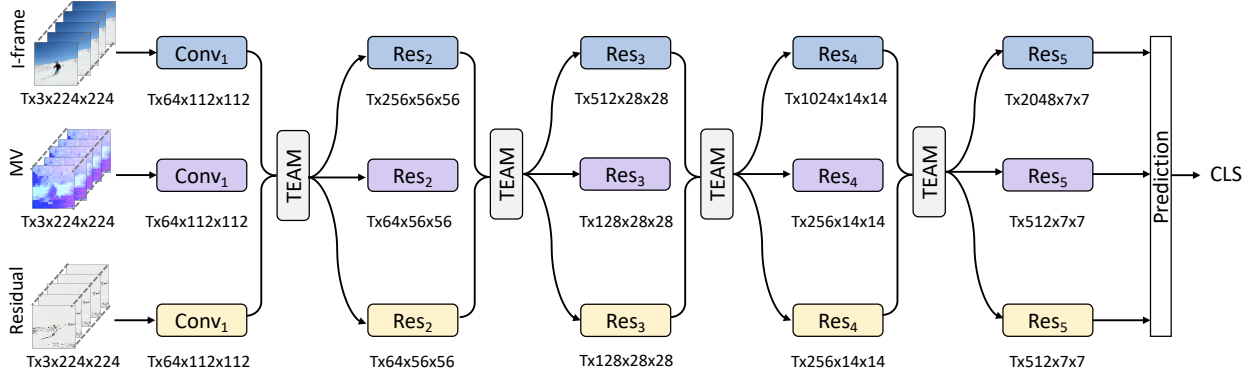 I-frame
Conv1
Res2
Res3
Res4
Res5
Tx3x224x224
Tx64x112x112
Tx256x56x56
Tx512x28x28
Tx1024x14x14
Tx2048x7x7
MV
Conv1
TEAM
Res2
TEAM
Res3
TEAM
Res4
TEAM
Res5
Prediction
CLS
Tx3x224x224
Tx64x112x112
Tx64x56x56
Tx128x28x28
Tx256x14x14
Tx512x7x7
Residual
Conv1
Res2
Res3
Res4
Res5
Tx3x224x224
Tx64x112x112
Tx64x56x56
Tx128x28x28
Tx256x14x14
Tx512x7x7